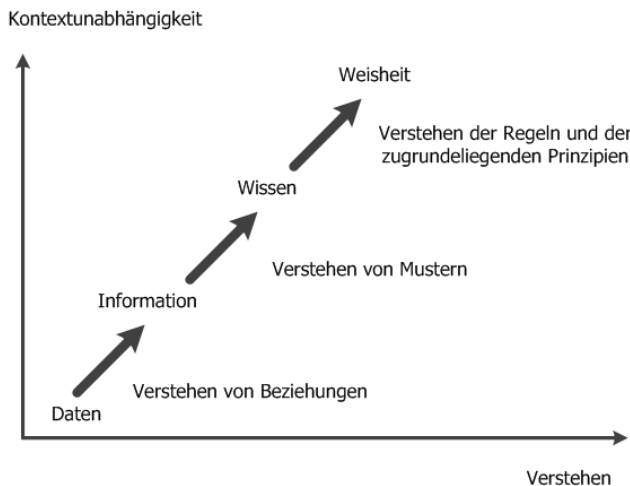 Kontextunabhängigkeit
Weisheit
Verstehen der Regeln und der
zugrundeliegenden Prinzipien
Wissen
Verstehen von Mustern
Information
Verstehen von Beziehungen
Daten
Verstehen